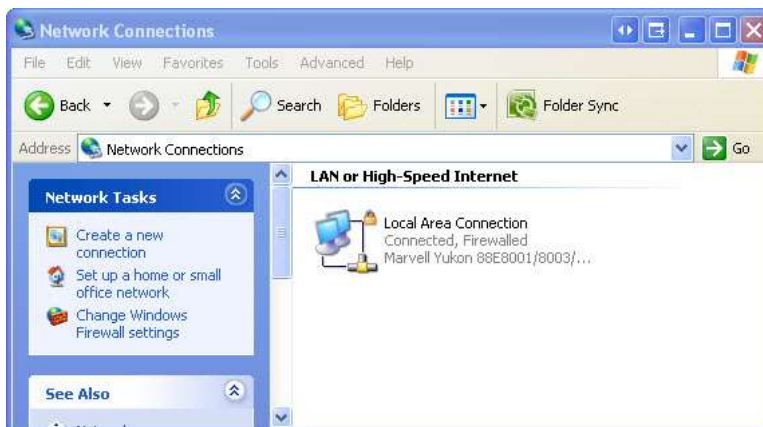 Network Connections
File Edit View Favorites Tools Advanced Help
Back Search Folders Folder Sync
Address Network Connections Go
Network Tasks
Create a new
connection
Set up a home or small
office network
Change Windows
Firewall settings
See Also
LAN or High-Speed Internet
Local Area Connection
Connected, Firewalled
Marvell Yukon 88E8001/8003/...